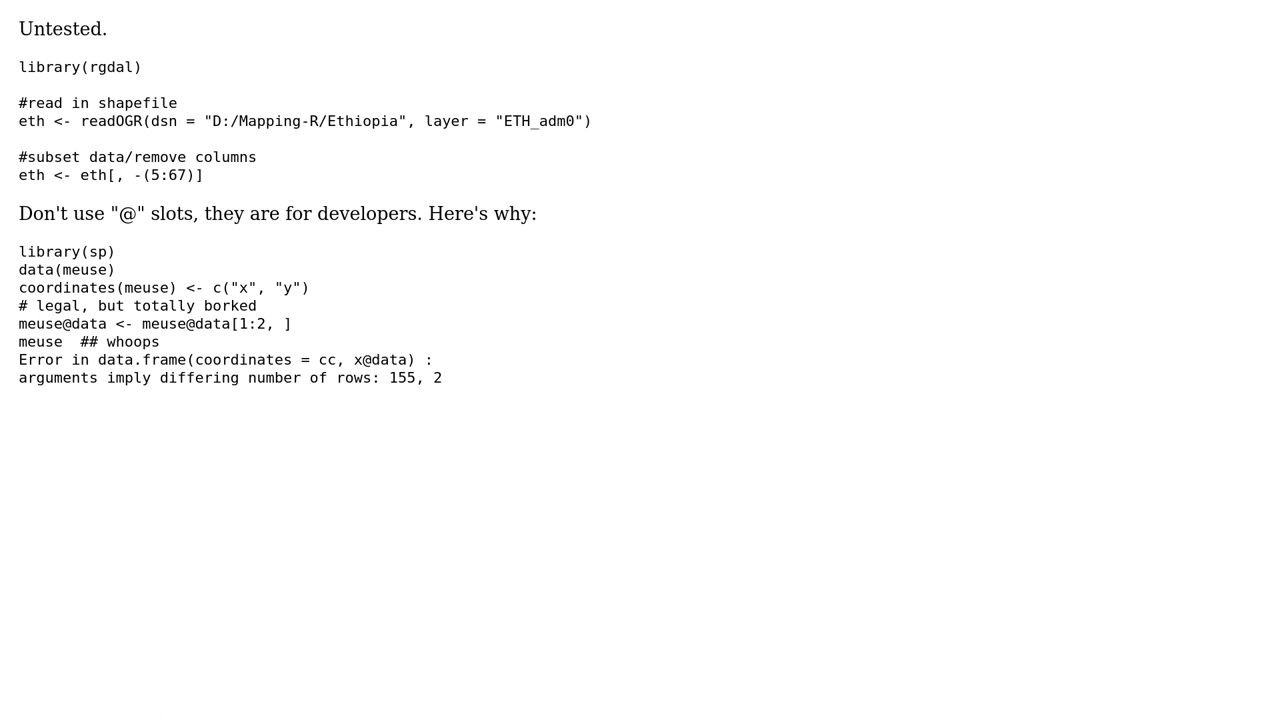 Untested.
library(rgdal)
#read in shapefile
eth <- readOGR(dsn = "D:/Mapping-R/Ethiopia", layer = "ETH_adm0")
#subset data/remove columns
eth <- eth[, -(5:67)]
Don't use "@" slots, they are for developers. Here's why:
library(sp)
data(meuse)
coordinates(meuse) <- c("x", "y")
# legal, but totally borked
meuse@data <- meuse@data[1:2, ]
meuse  ## whoops
Error in data.frame(coordinates = cc, x@data) :
arguments imply differing number of rows: 155, 2